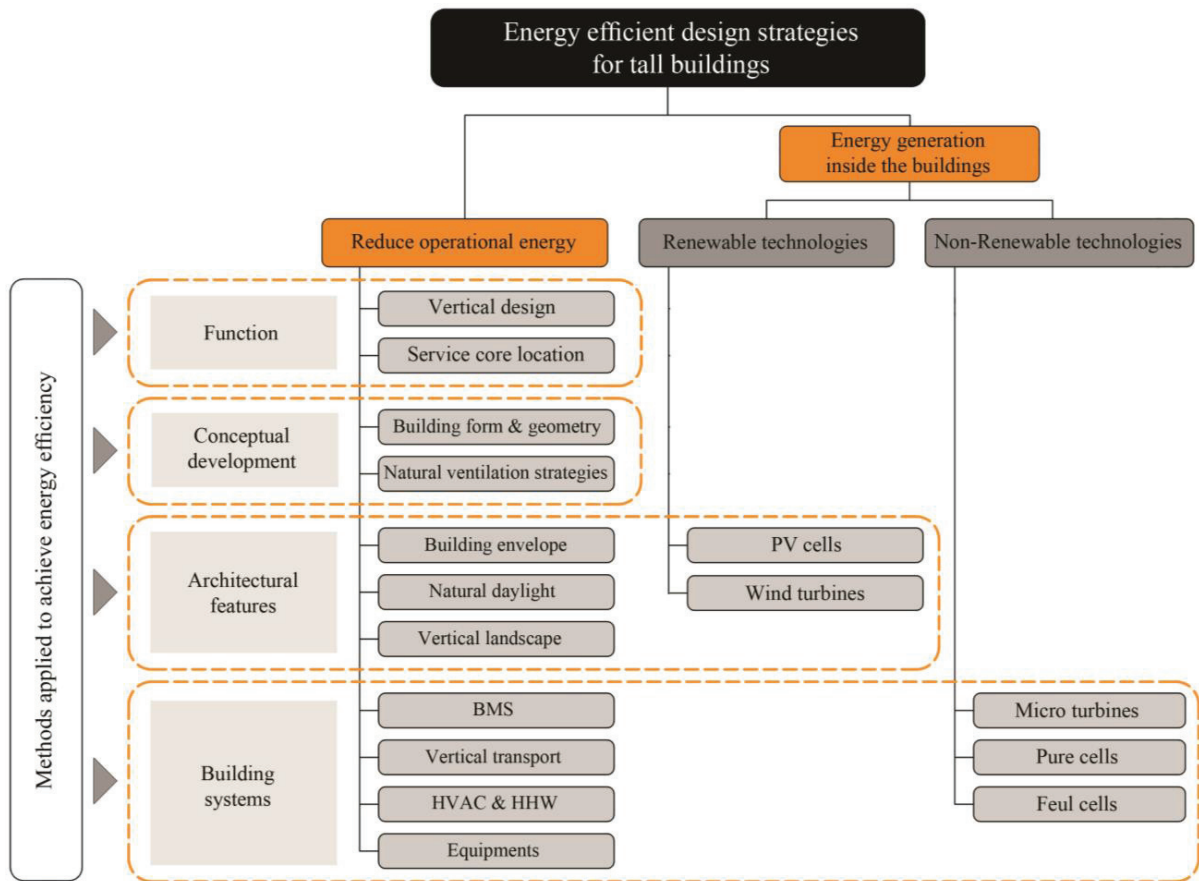 Energy efficient design strategies
for tall buildings
Energy generation
inside the buildings
Reduce operational energy
Renewable technologies
Non-Renewable technologies
Methods applied to achieve energy efficiency
Function
Vertical design
Service core location
Conceptual
development
Building form & geometry
Natural ventilation strategies
Architectural
features
Building envelope
Natural daylight
Vertical landscape
PV cells
Wind turbines
Building
systems
BMS
Vertical transport
HVAC & HHW
Equipments
Micro turbines
Pure cells
Feul cells